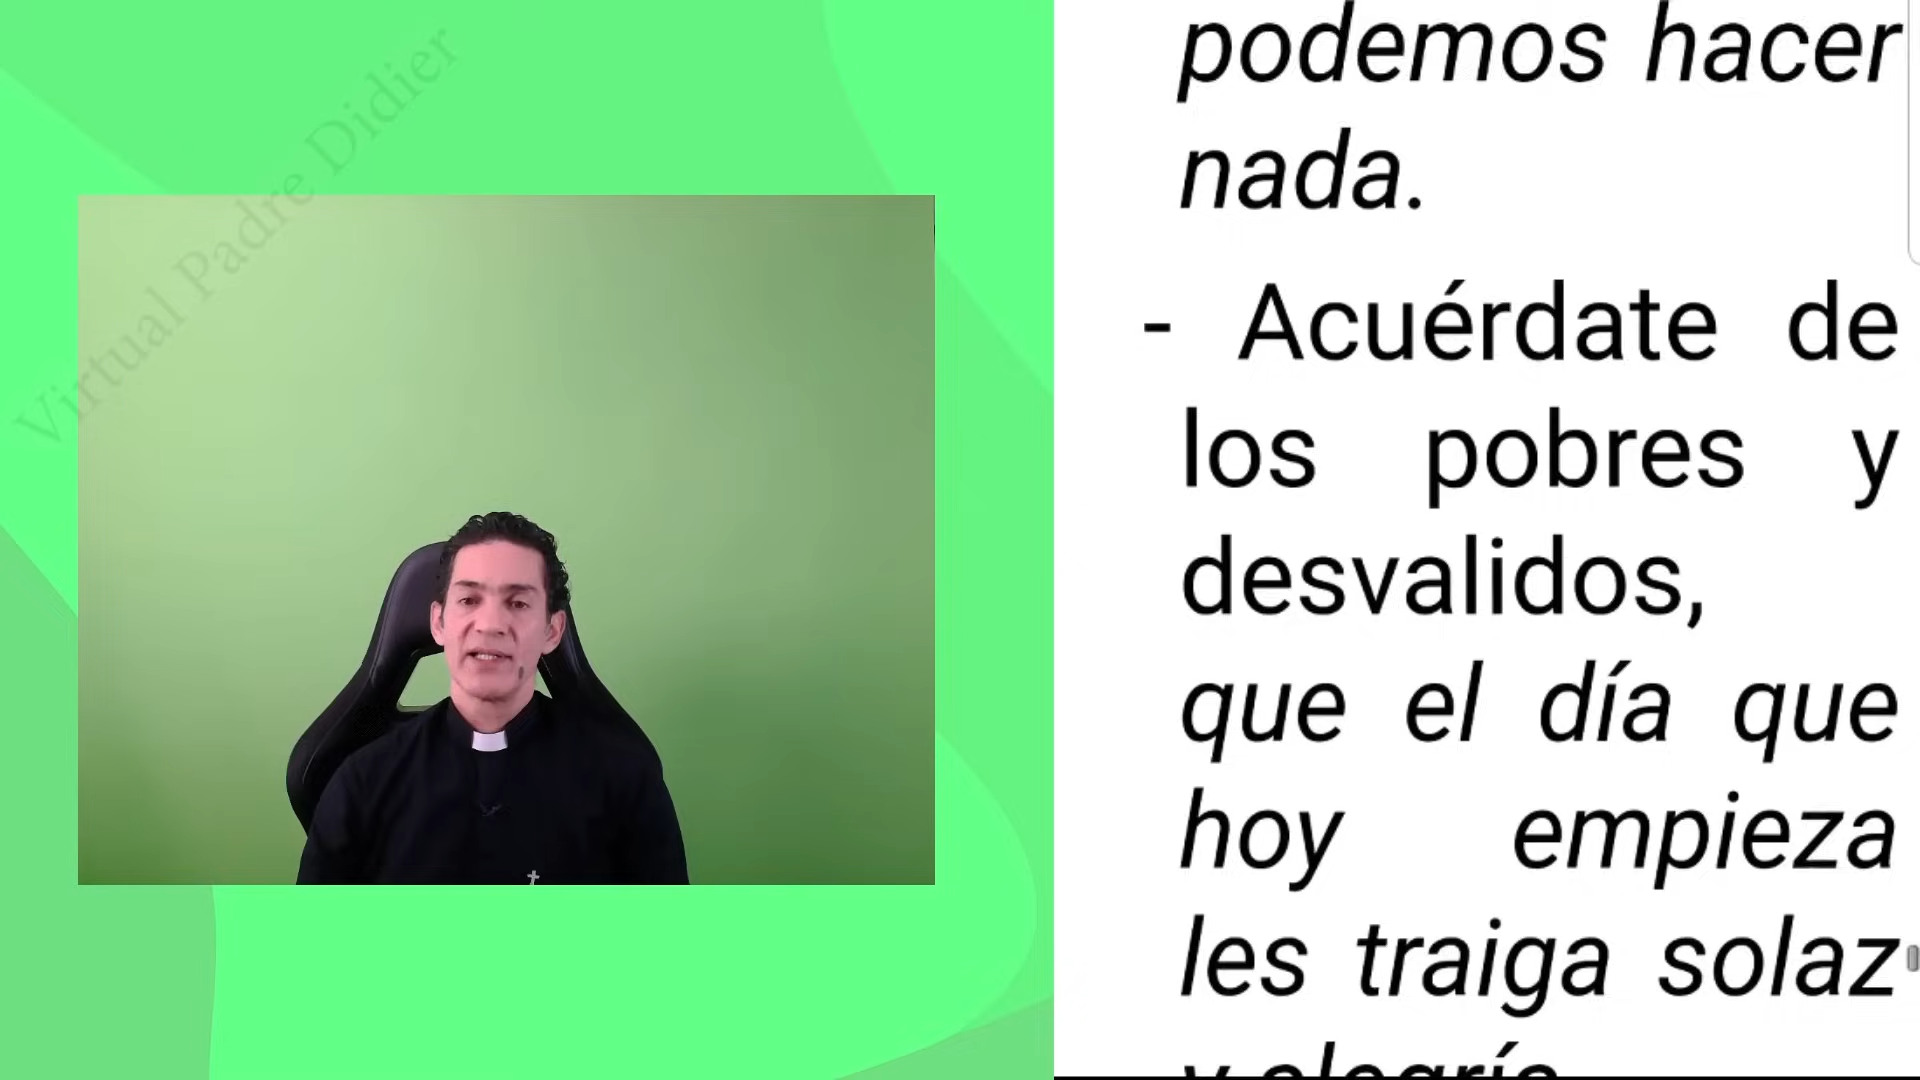 Virtual Padre Didier
podemos hacer
nada.
- Acuérdate de
los pobres y
desvalidos,
que el día que
hoy empieza
les traiga solaz
y alegría